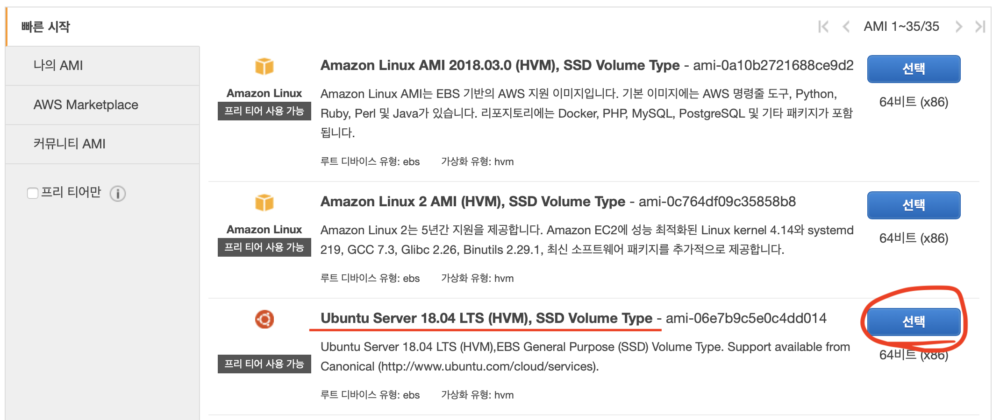 빠른 시작
AMI 1~35/35
나의 AMI
AWS Marketplace
커뮤니티 AMI
프리 티어만
Amazon Linux
프리 티어 사용 가능
Amazon Linux AMI 2018.03.0 (HVM), SSD Volume Type - ami-0a10b2721688ce9d2
Amazon Linux AMI는 EBS 기반의 AWS 지원 이미지입니다. 기본 이미지에는 AWS 명령줄 도구, Python,
Ruby, Perl 및 Java가 있습니다. 리포지토리에는 Docker, PHP, MySQL, PostgreSQL 및 기타 패키지가 포함
됩니다.
루트 디바이스 유형: ebs 가상화 유형: hvm
선택
64비트 (x86)
Amazon Linux
프리 티어 사용 가능
Amazon Linux 2 AMI (HVM), SSD Volume Type - ami-0c764df09c35858b8
Amazon Linux 2는 5년간 지원을 제공합니다. Amazon EC2에 성능 최적화된 Linux kernel 4.14와 systemd
219, GCC 7.3, Glibc 2.26, Binutils 2.29.1, 최신 소프트웨어 패키지를 추가적으로 제공합니다.
루트 디바이스 유형: ebs 가상화 유형: hvm
선택
64비트 (x86)
프리 티어 사용 가능
Ubuntu Server 18.04 LTS (HVM), SSD Volume Type - ami-06e7b9c5e0c4dd014
Ubuntu Server 18.04 LTS (HVM),EBS General Purpose (SSD) Volume Type. Support available from
Canonical (http://www.ubuntu.com/cloud/services).
루트 디바이스 유형: ebs 가상화 유형: hvm
선택
64비트 (x86)